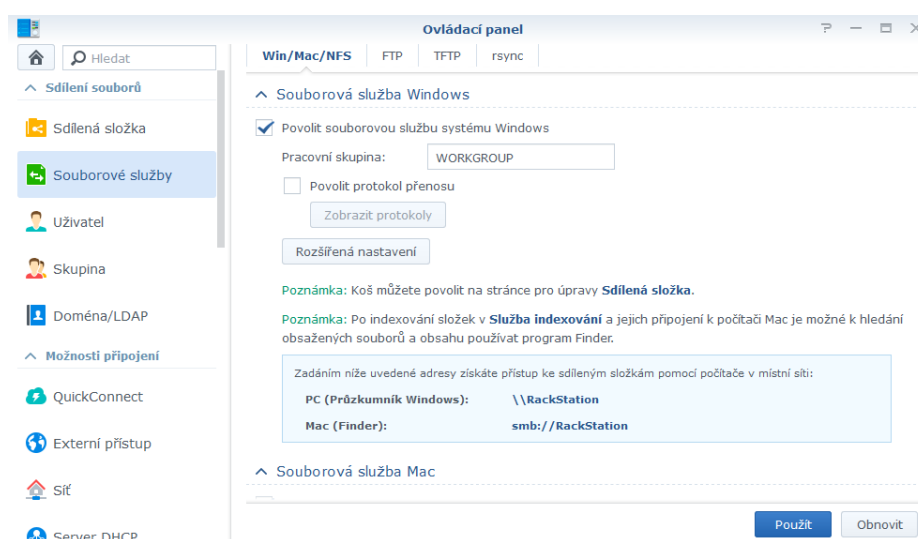 Ovládací panel
Hledat
Sdílení souborů
Sdílená složka
Souborové služby
Uživatel
Skupina
Doména/LDAP
Možnosti připojení
QuickConnect
Externí přístup
Síť
Server DHCP
Win/Mac/NFS FTP TFTP rsync
Souborová služba Windows
Povolit souborovou službu systému Windows
Pracovní skupina: WORKGROUP
Povolit protokol přenosu
Zobrazit protokoly
Rozšířená nastavení
Poznámka: Koš můžete povolit na stránce pro úpravy Sdílená složka.
Poznámka: Po indexování složek v Služba indexování a jejich připojení k počítači Mac je možné k hledání
obsažených souborů a obsahu používat program Finder.
Zadáním níže uvedené adresy získáte přístup ke sdíleným složkám pomocí počítače v místní síti:
PC (Průzkumník Windows): \\RackStation
Mac (Finder): smb://RackStation
Souborová služba Mac
Použít Obnovit